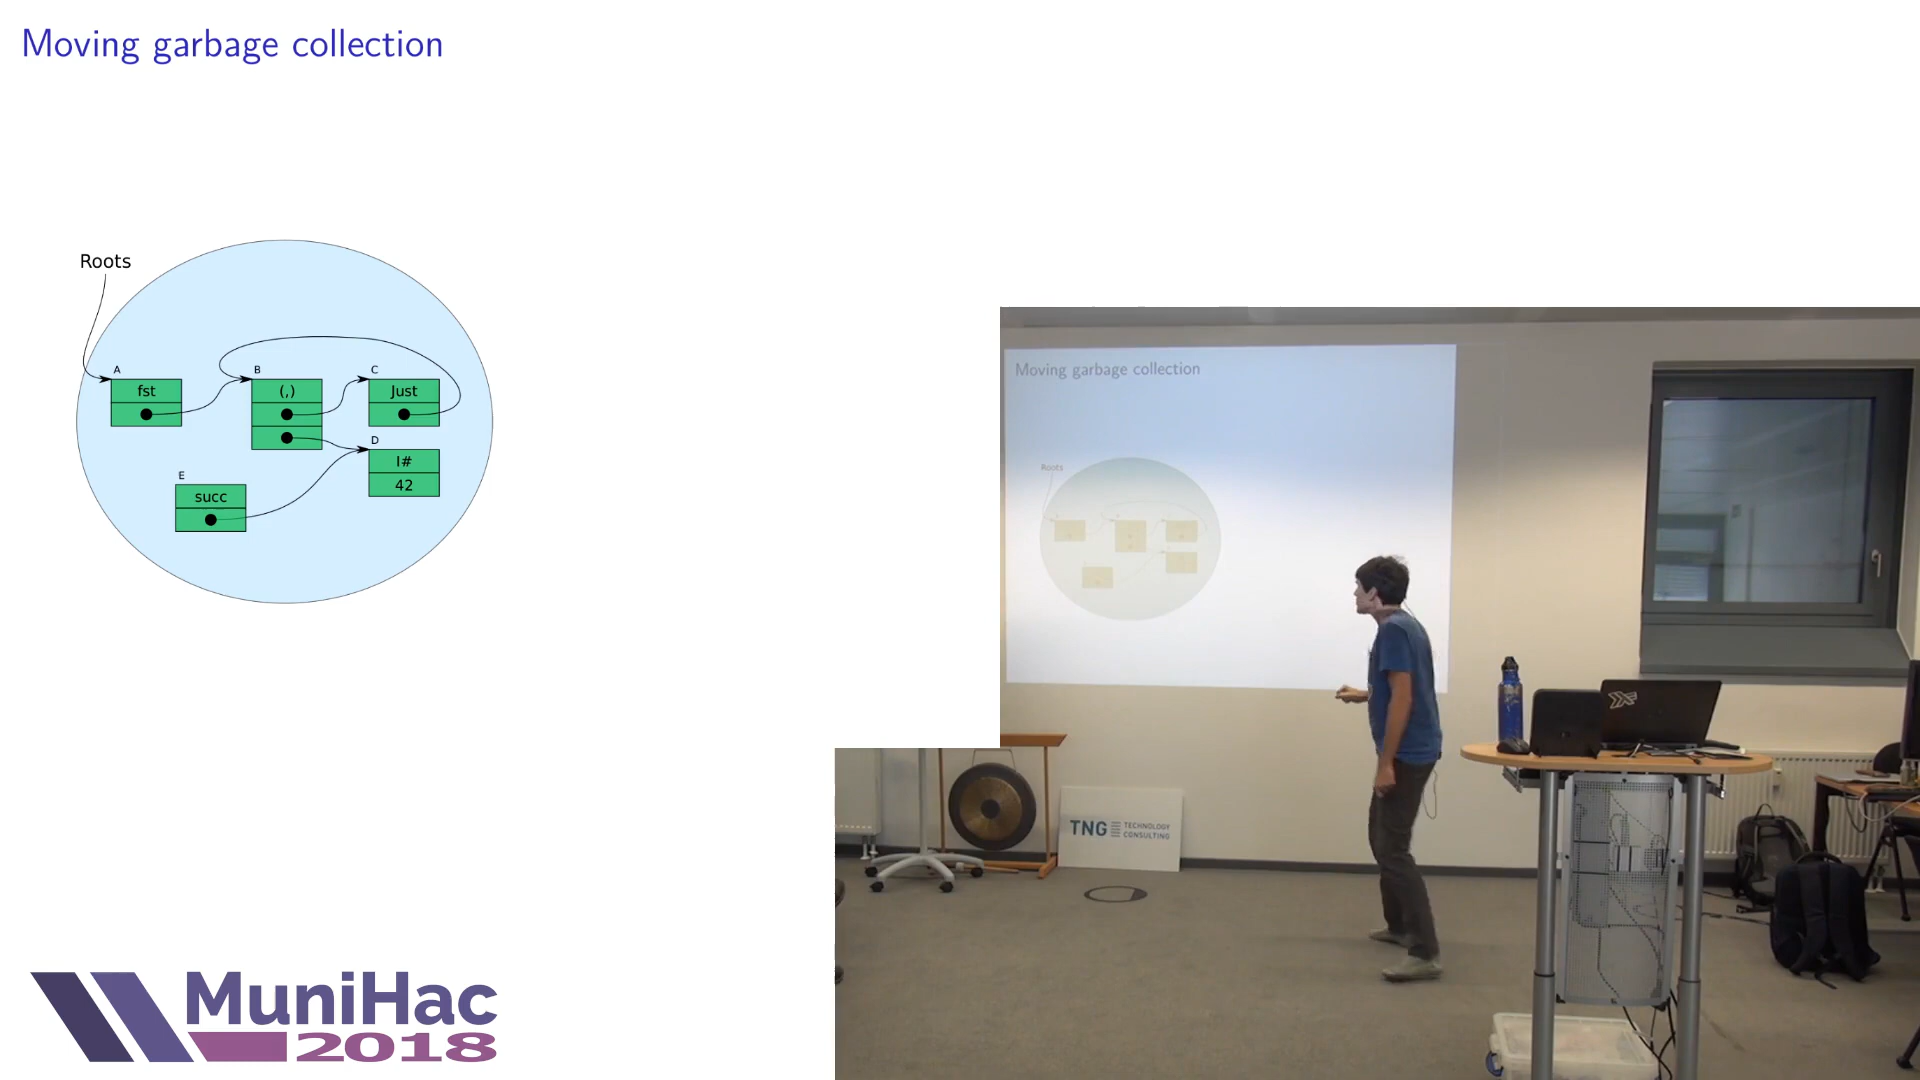 Moving garbage collection
Roots
A
fst
B
(,)
C
Just
D
I#
42
E
succ
Moving garbage collection
Roots
TNG TECHNOLOGY
CONSULTING
MuniHac
2018